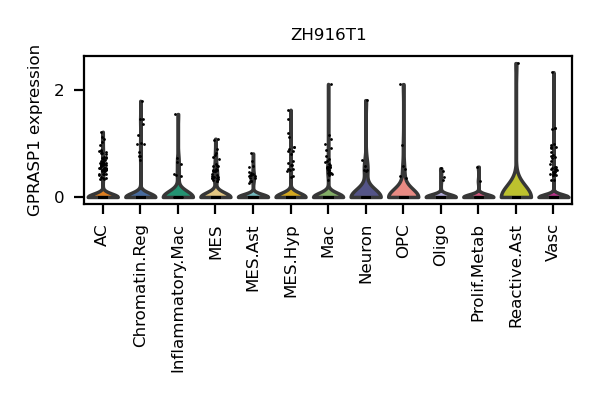 ZH916T1
GPRASP1 expression
2
0
AC
Chromatin.Reg
Inflammatory.Mac
MES
MES.Ast
MES.Hyp
Mac
Neuron
OPC
Oligo
Prolif.Metab
Reactive.Ast
Vasc